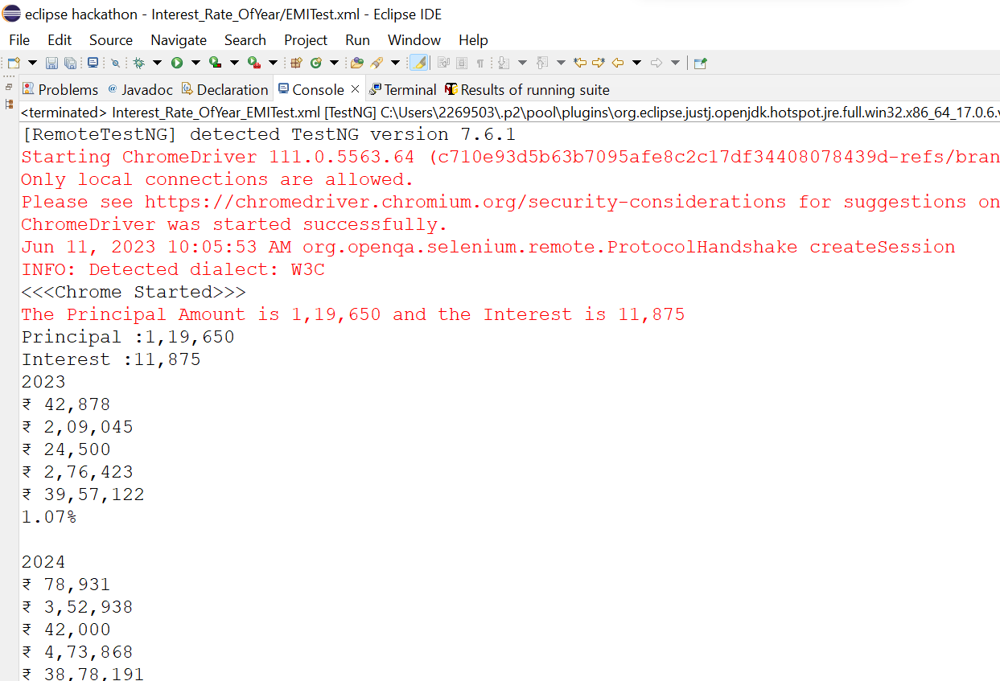 eclipse hackathon - Interest_Rate_OfYear/EMITest.xml - Eclipse IDE
File Edit Source Navigate Search Project Run Window Help
Problems Javadoc Declaration Console Terminal Results of running suite
<terminated> Interest_Rate_OfYear_EMITest.xml [TestNG] C:\Users\2269503\.p2\pool\plugins\org.eclipse.justj.openjdk.hotspot.jre.full.win32.x86_64_17.0.6.v
[RemoteTestNG] detected TestNG version 7.6.1
Starting ChromeDriver 111.0.5563.64 (c710e93d5b63b7095afe8c2c17df34408078439d-refs/bran
Only local connections are allowed.
Please see https://chromedriver.chromium.org/security-considerations for suggestions on
ChromeDriver was started successfully.
Jun 11, 2023 10:05:53 AM org.openqa.selenium.remote.ProtocolHandshake createSession
INFO: Detected dialect: W3C
<<<Chrome Started>>>
The Principal Amount is 1,19,650 and the Interest is 11,875
Principal :1,19,650
Interest :11,875
2023
₹ 42,878
₹ 2,09,045
₹ 24,500
₹ 2,76,423
₹ 39,57,122
1.07%
2024
₹ 78,931
₹ 3,52,938
₹ 42,000
₹ 4,73,868
₹ 38,78,191